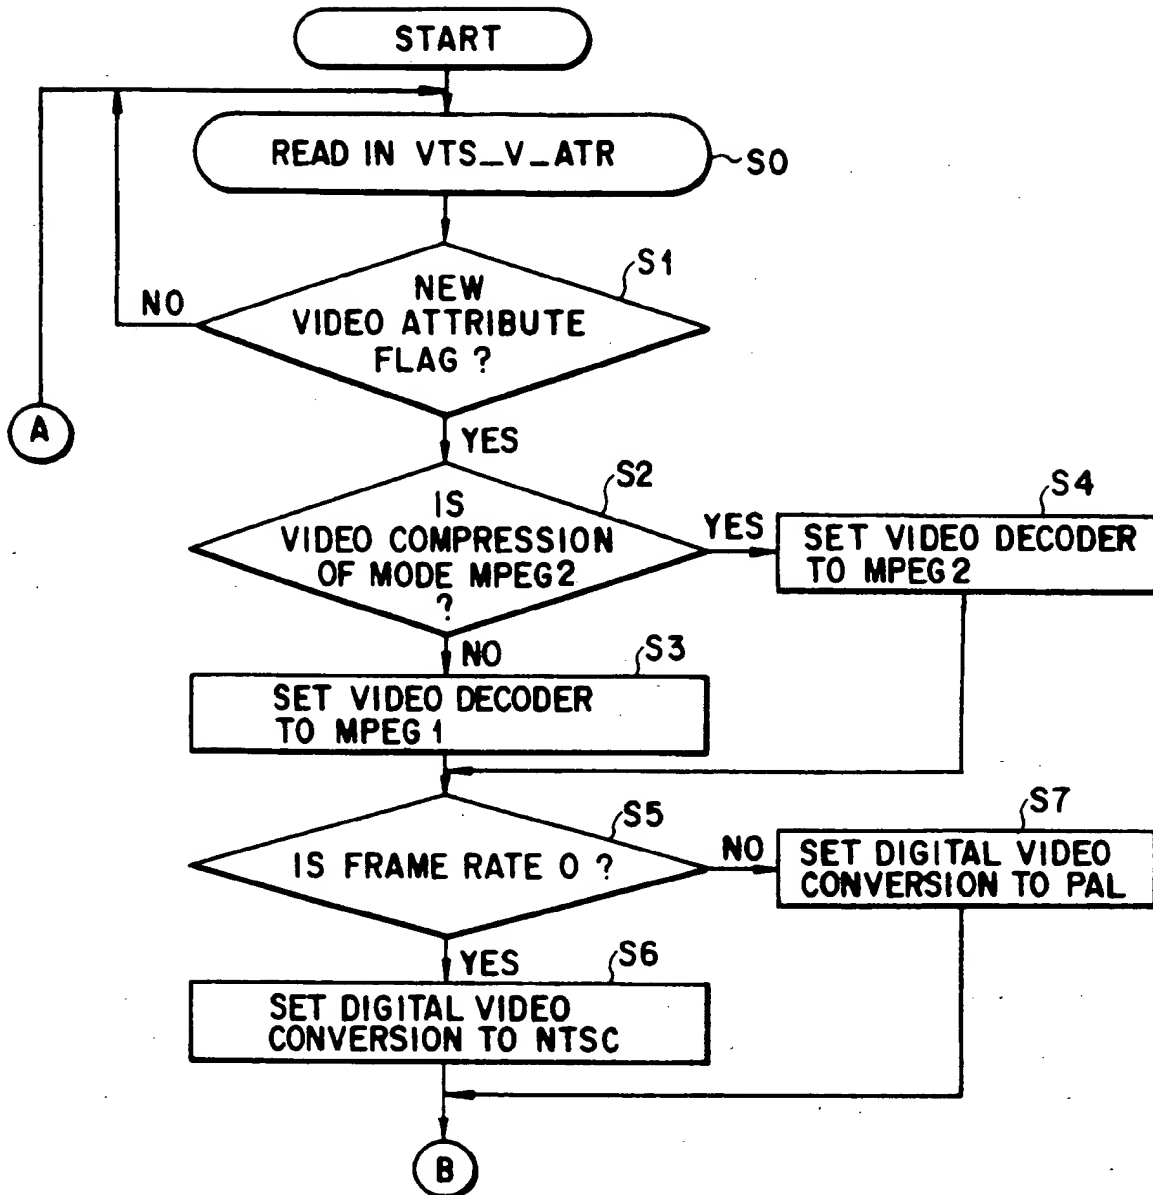 START
READ IN VTS_V_ATR
S0
S1
NEW
VIDEO ATTRIBUTE
FLAG ?
NO
A
YES
S2
IS
VIDEO COMPRESSION
OF MODE MPEG2
?
YES
S4
SET VIDEO DECODER
TO MPEG2
NO
S3
SET VIDEO DECODER
TO MPEG1
S5
IS FRAME RATE 0 ?
NO
S7
SET DIGITAL VIDEO
CONVERSION TO PAL
YES
S6
SET DIGITAL VIDEO
CONVERSION TO NTSC
B